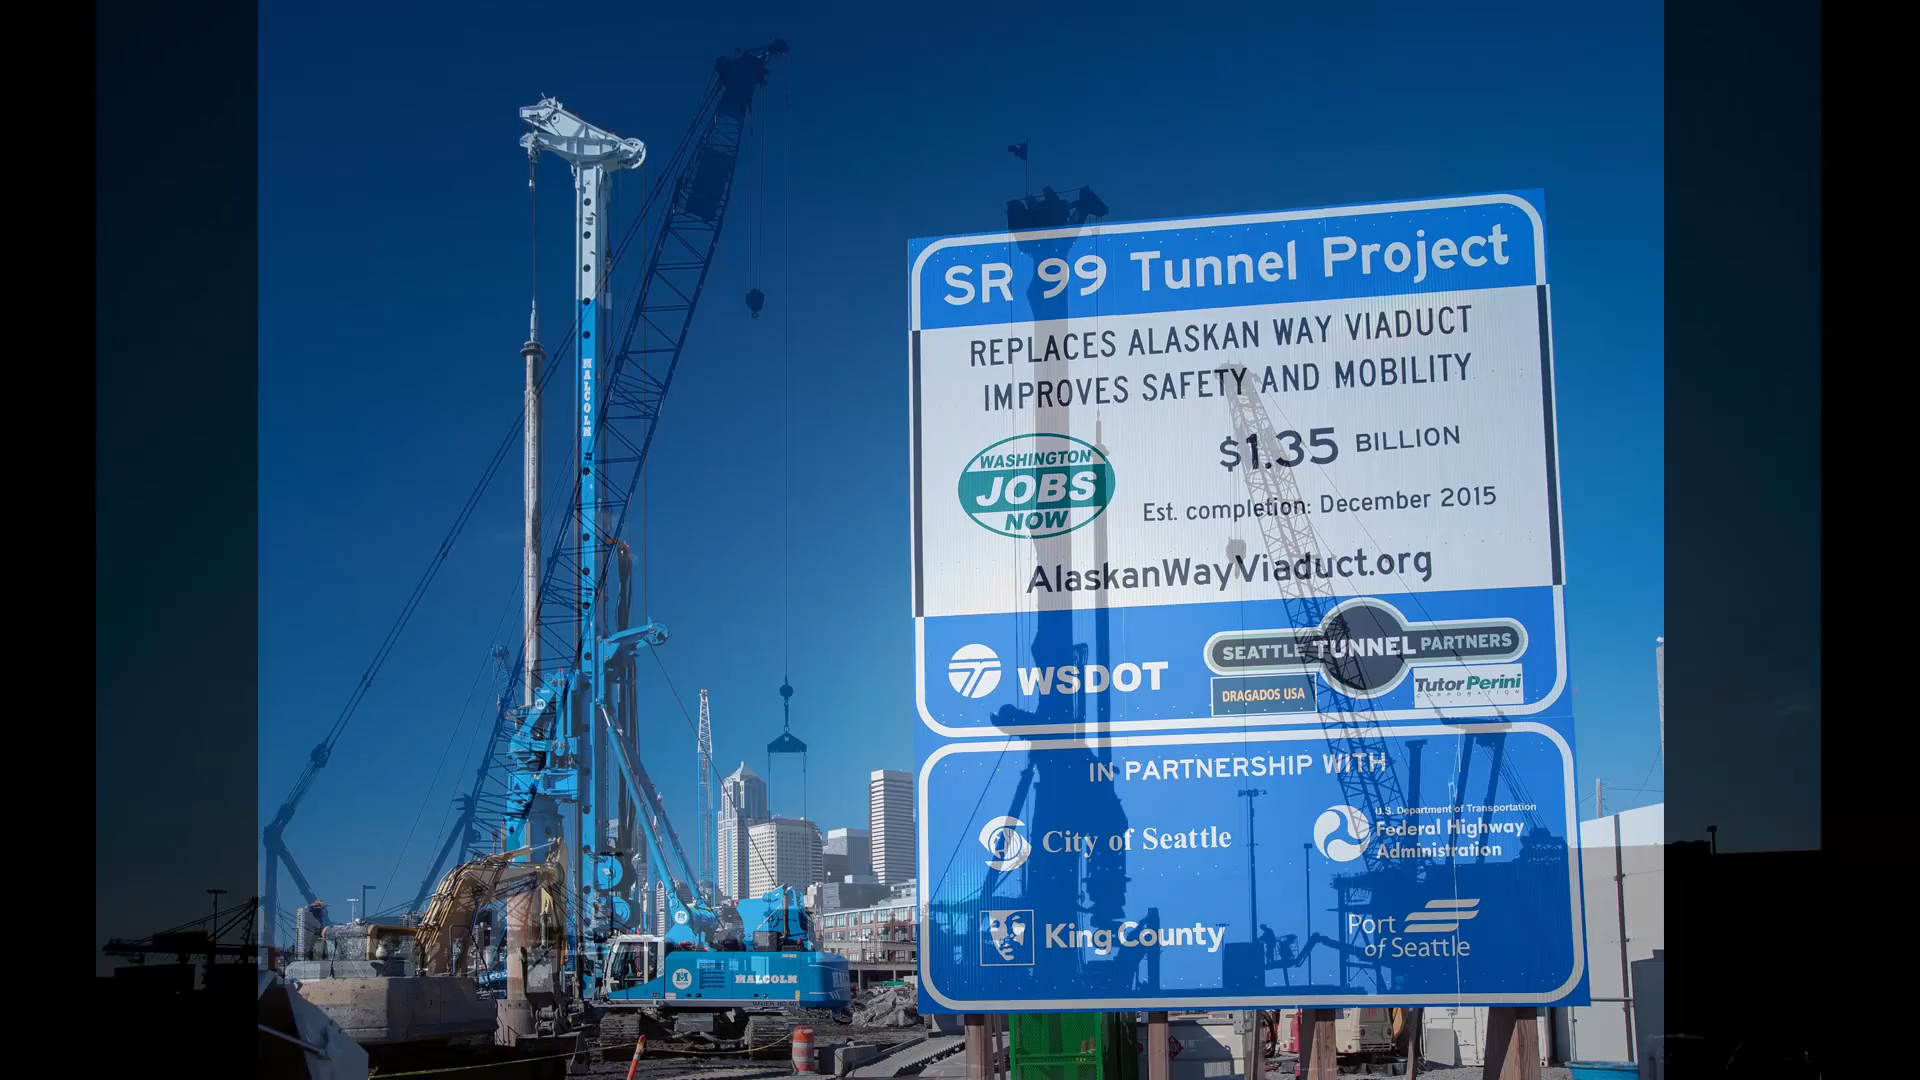 MALCOLM
SR 99 Tunnel Project
REPLACES ALASKAN WAY VIADUCT
IMPROVES SAFETY AND MOBILITY
WASHINGTON
JOBS
NOW
$1.35 BILLION
Est. completion: December 2015
AlaskanWayViaduct.org
WSDOT
SEATTLE TUNNEL PARTNERS
DRAGADOS USA
Tutor Perini
CORPORATION
IN PARTNERSHIP WITH
City of Seattle
U.S. Department of Transportation
Federal Highway
Administration
King County
Port
of Seattle
MALCOLM